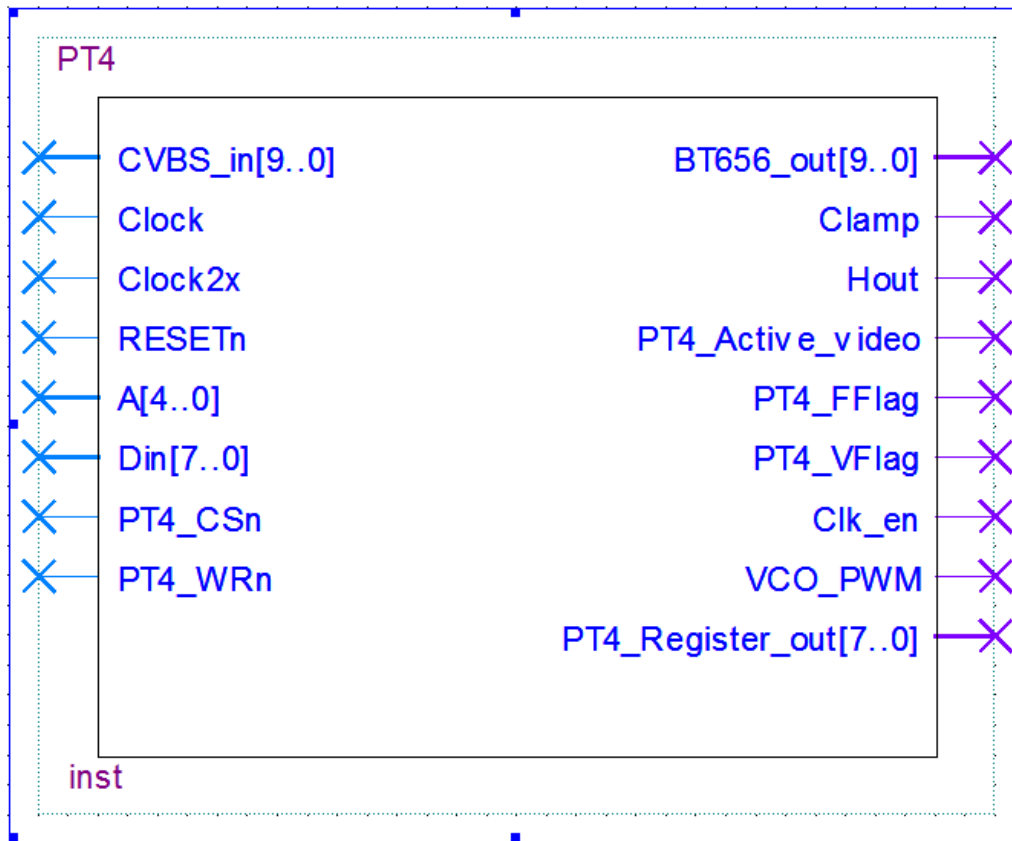 PT4
CVBS_in[9..0]
BT656_out[9..0]
Clock
Clamp
Clock2x
Hout
RESETn
PT4_Active_video
A[4..0]
PT4_FFlag
Din[7..0]
PT4_VFlag
PT4_CSn
Clk_en
PT4_WRn
VCO_PWM
PT4_Register_out[7..0]
inst